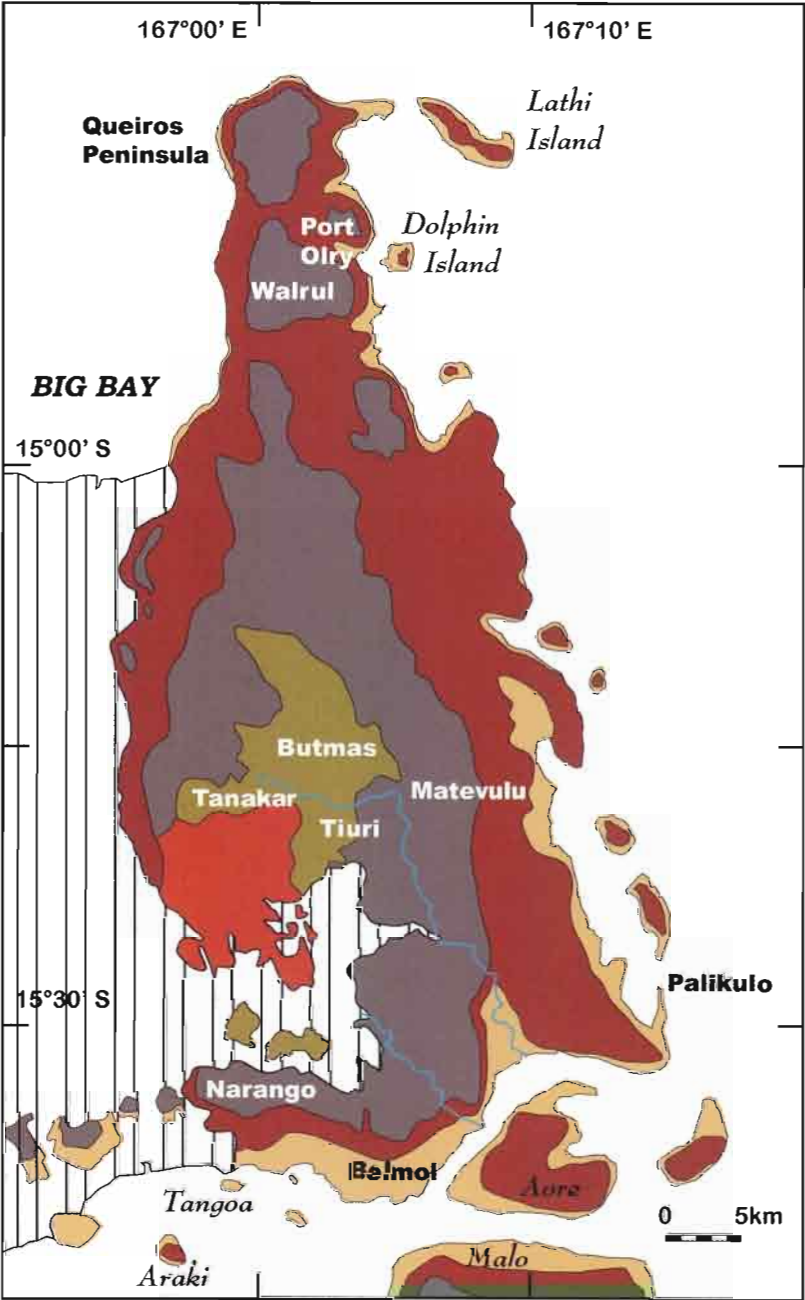 167°00' E
167°10' E
Lathi
Island
Queiros
Peninsula
Port
Olry
Dolphin
Island
Walrul
BIG BAY
15°00' S
Butmas
Tanakar
Matevulu
Tiuri
Palikulo
15°30' S
Narango
Belmol
Aore
Tangoa
0 5km
Malo
Araki